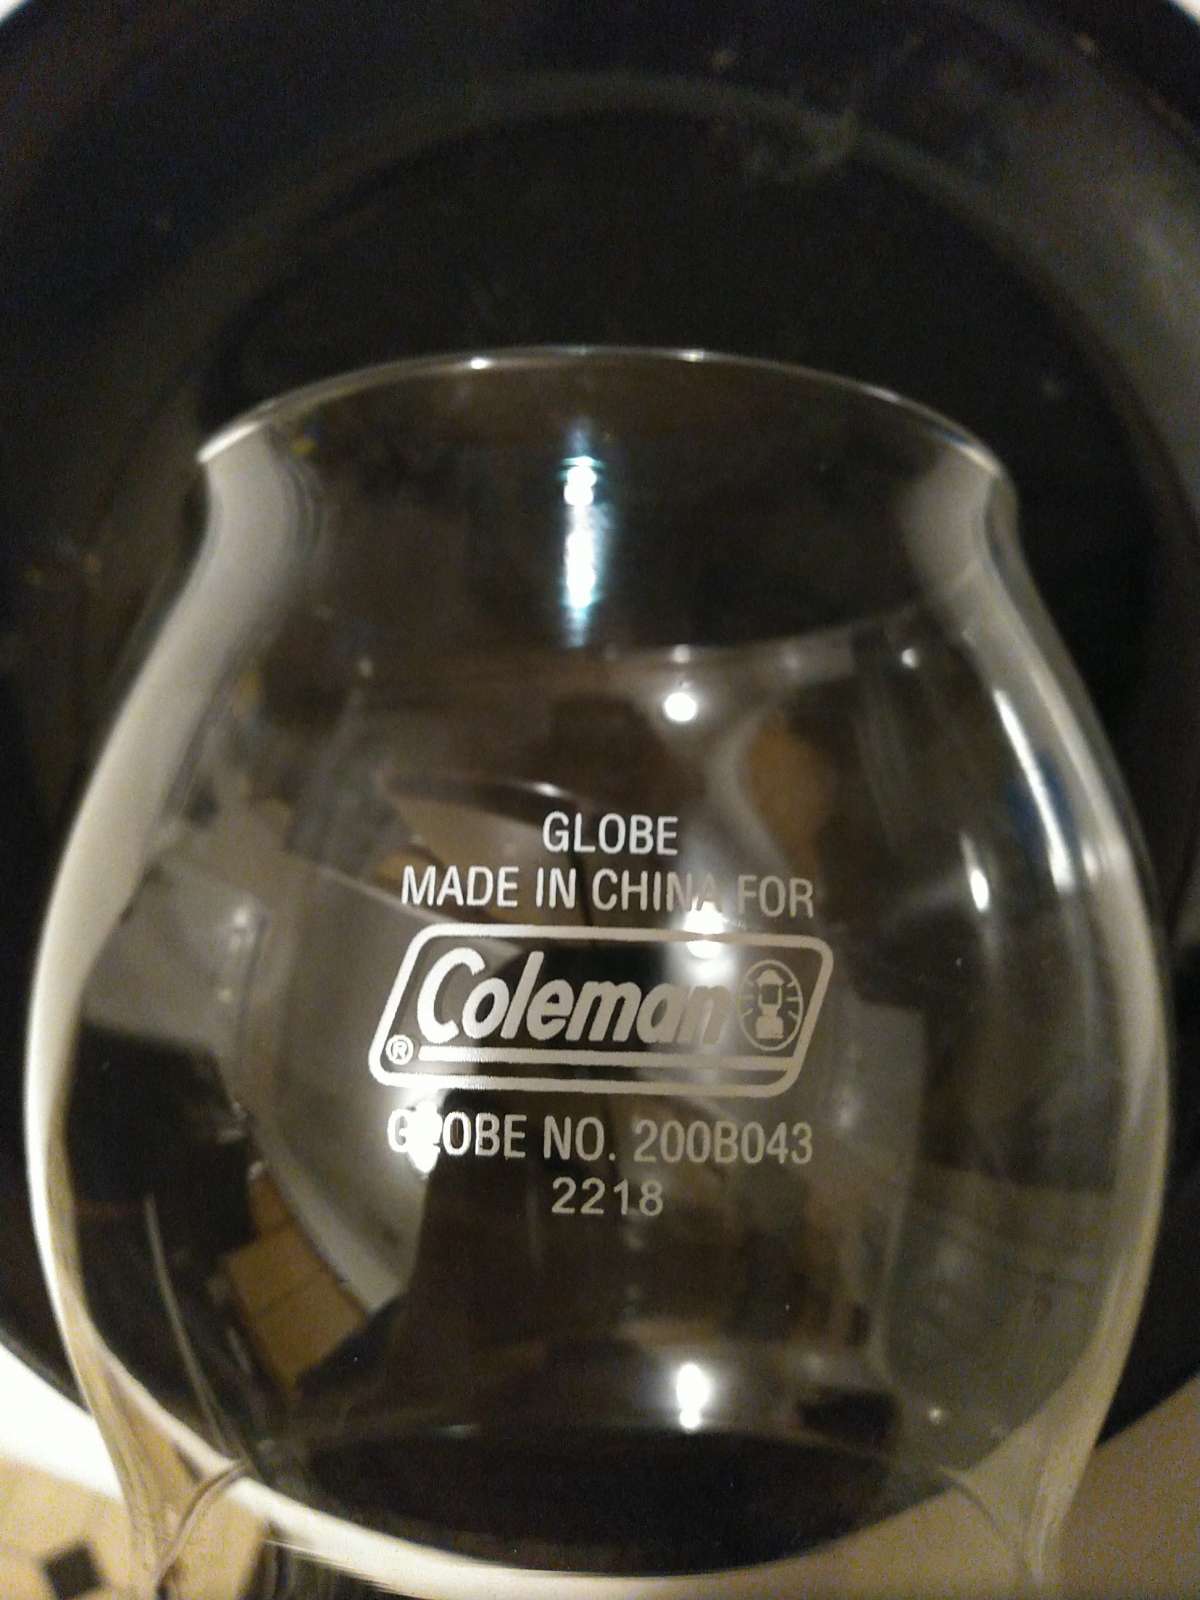 GLOBE
MADE IN CHINA FOR
Coleman
®
GLOBE NO. 200B043
2218